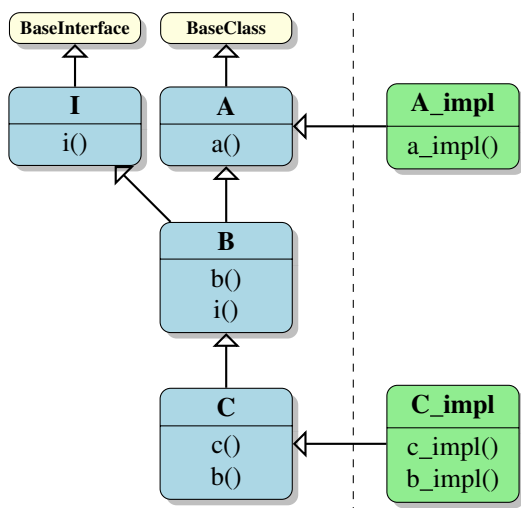 BaseInterface
BaseClass
I
i()
A
a()
A_impl
a_impl()
B
b()
i()
C
c()
b()
C_impl
c_impl()
b_impl()